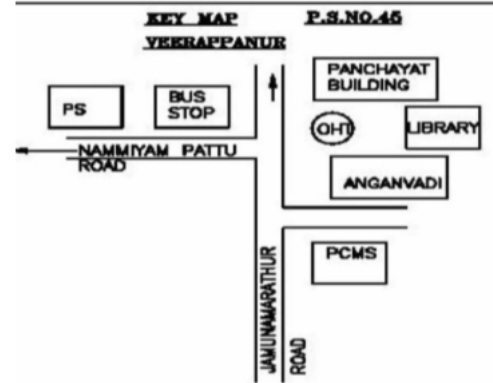 KEY MAP P.S.NO.45
VEERAPPANUR
PANCHAYAT
BUILDING
PS
BUS
STOP
OHT
LIBRARY
NAMMIYAM PATTU
ROAD
ANGANVADI
PCMS
JAMUNAMARATHUR
ROAD